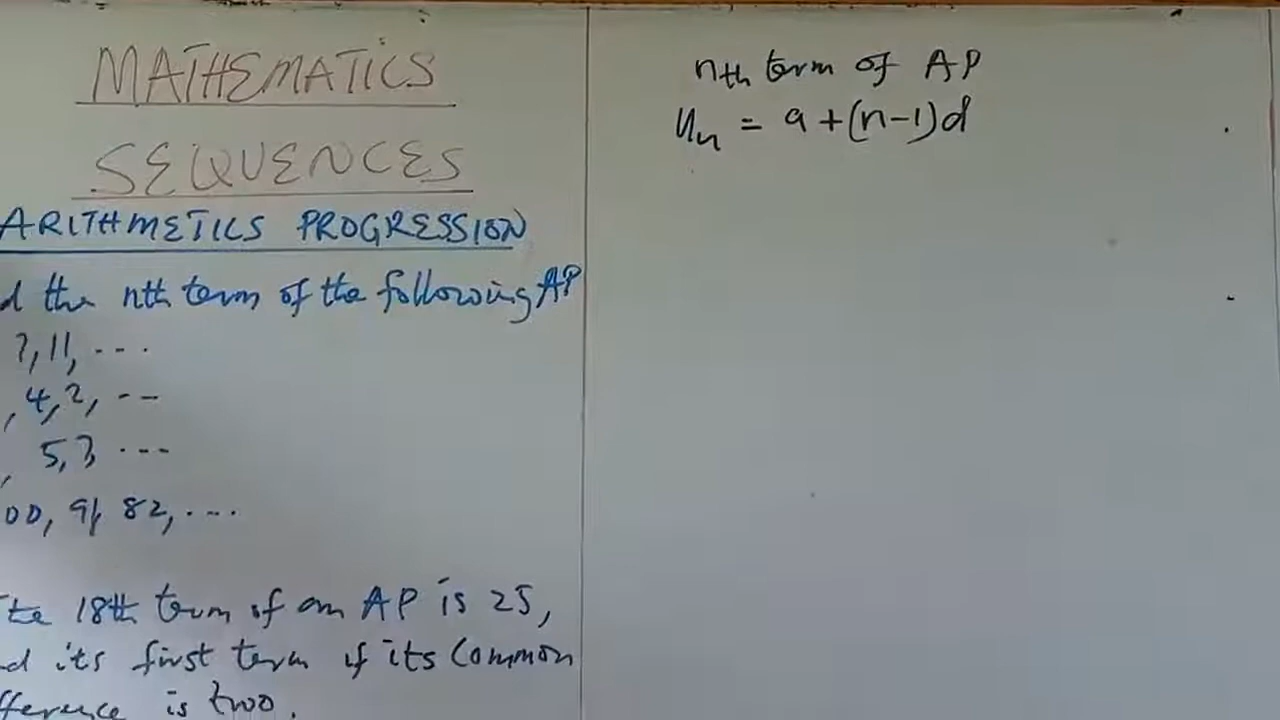 MATHEMATICS
SEQUENCES
ARITHMETICS PROGRESSION
d the nth term of the following AP
7, 11, ---.
, 4, 2, --
, 5, 3 ---
00, 91, 82, ....
the 18th term of an AP is 25,
d its first term if its common
fference is two.
nth term of AP
Un = a + (n-1)d